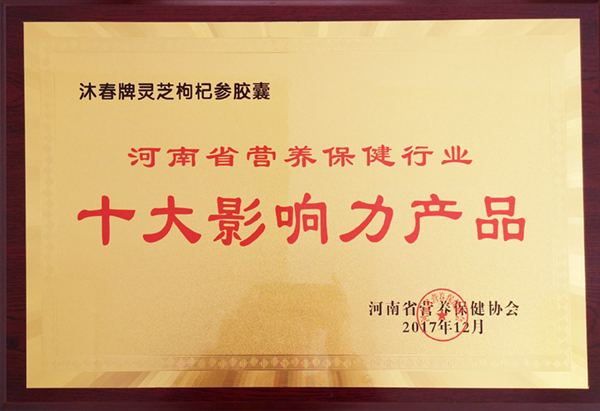 沐春牌灵芝枸杞参胶囊
河南省营养保健行业
十大影响力产品
河南省营养保健协会
2017年12月